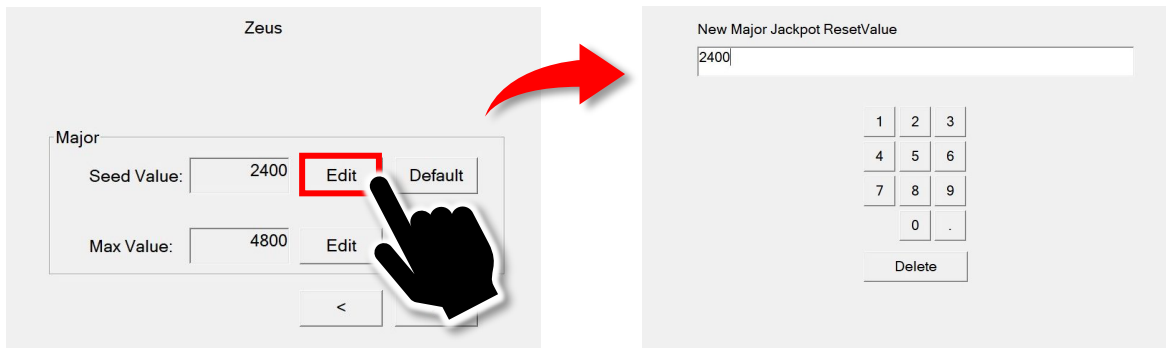 Zeus
Major
Seed Value: 2400 Edit Default
Max Value: 4800 Edit
<
New Major Jackpot ResetValue
2400
1 2 3
4 5 6
7 8 9
0 .
Delete